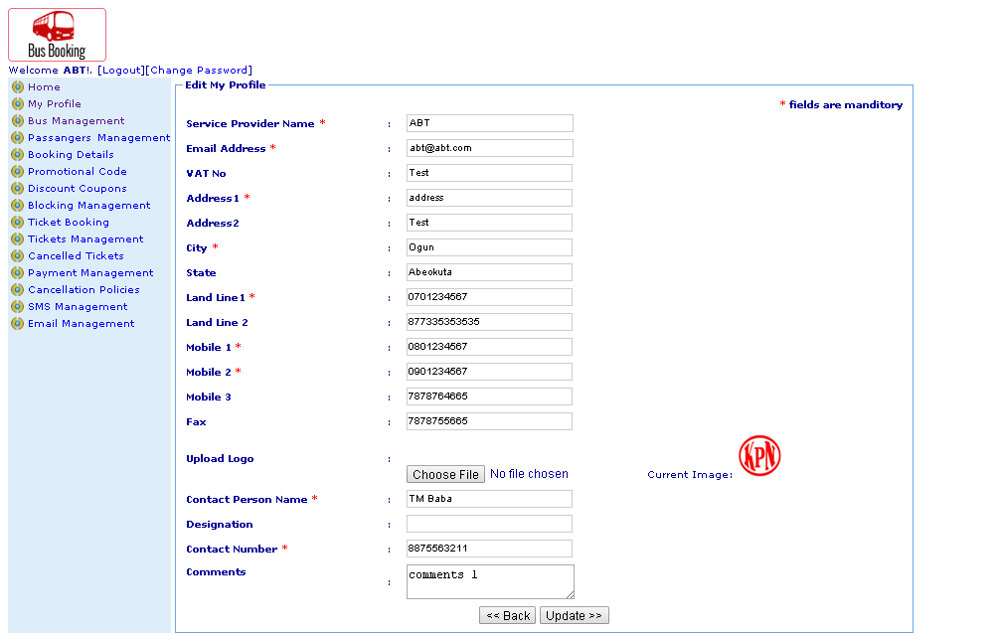 Bus Booking
Welcome ABT!. [Logout][Change Password]
Home
My Profile
Bus Management
Passangers Management
Booking Details
Promotional Code
Discount Coupons
Blocking Management
Ticket Booking
Tickets Management
Cancelled Tickets
Payment Management
Cancellation Policies
SMS Management
Email Management
Edit My Profile
* fields are manditory
Service Provider Name * : ABT
Email Address * : abt@abt.com
VAT No : Test
Address1 * : address
Address2 : Test
City * : Ogun
State : Abeokuta
Land Line1 * : 0701234567
Land Line 2 : 877335353535
Mobile 1 * : 0801234567
Mobile 2 * : 0901234567
Mobile 3 : 7878764665
Fax : 7878755665
Upload Logo : Choose File No file chosen Current Image: KPN
Contact Person Name * : TM Baba
Designation :
Contact Number * : 8875563211
Comments : comments 1
<< Back Update >>